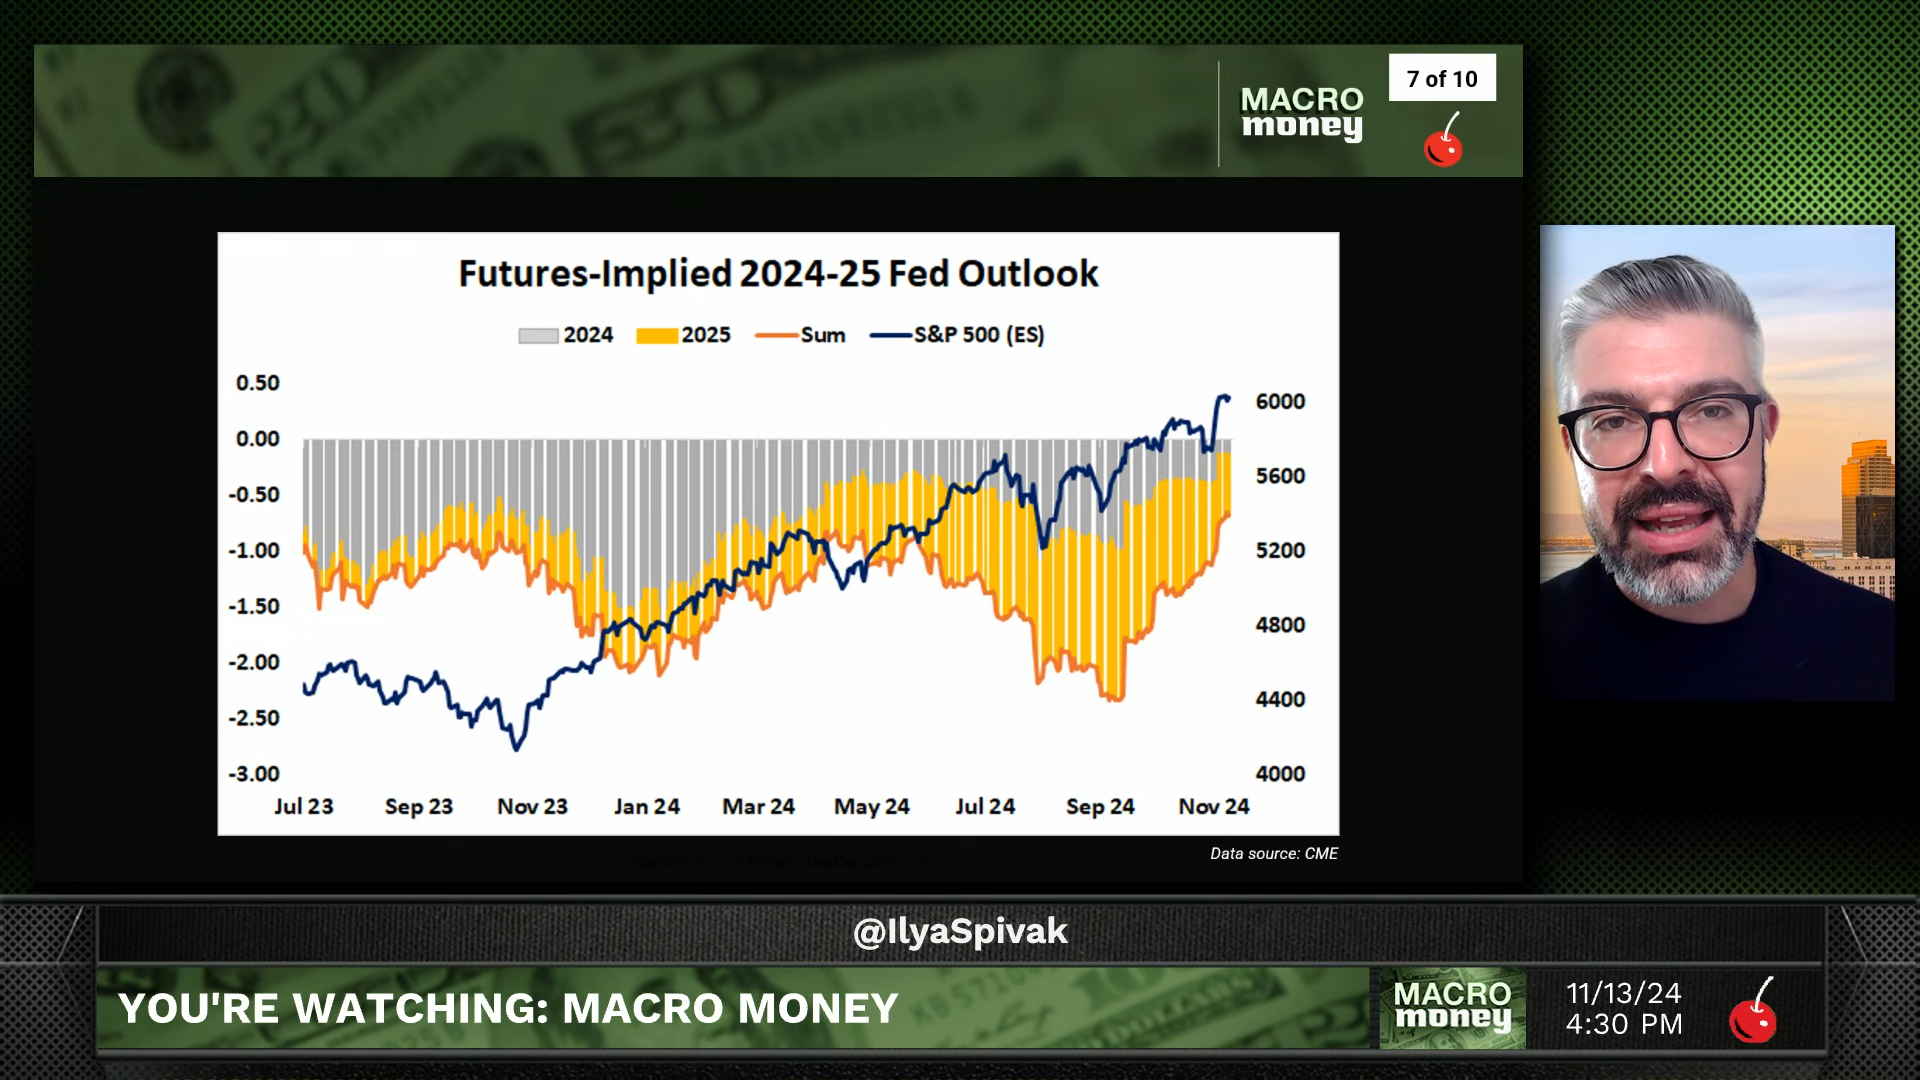 MACRO
money
7 of 10
Futures-Implied 2024-25 Fed Outlook
2024 2025 Sum S&P 500 (ES)
0.50
0.00
-0.50
-1.00
-1.50
-2.00
-2.50
-3.00
6000
5600
5200
4800
4400
4000
Jul 23 Sep 23 Nov 23 Jan 24 Mar 24 May 24 Jul 24 Sep 24 Nov 24
Data source: CME
@IlyaSpivak
YOU'RE WATCHING: MACRO MONEY
MACRO
money
11/13/24
4:30 PM